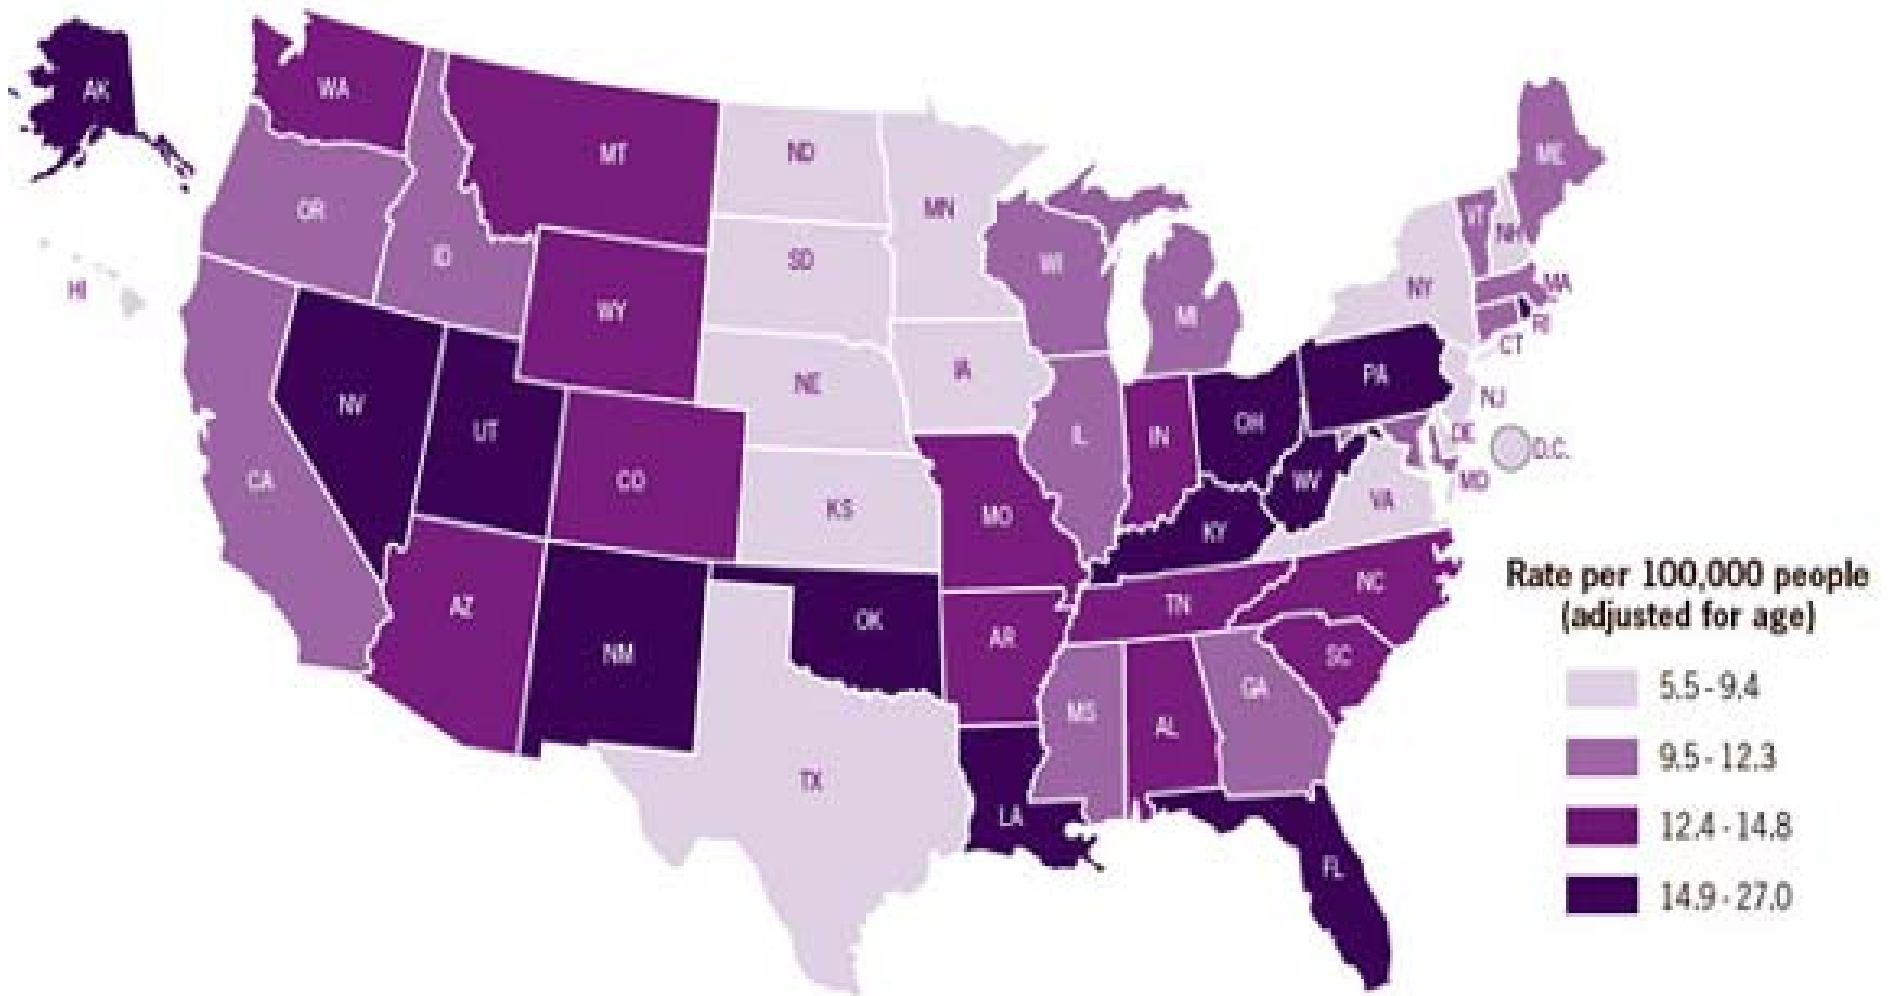 AK
WA
MT
ND
MN
ME
OR
ID
SD
WI
VT
NH
HI
WY
NY
MA
MI
RI
CT
NE
IA
PA
NV
NJ
UT
IL
IN
OH
DE
D.C.
CA
CO
KS
MO
WV
MD
VA
KY
AZ
NM
OK
AR
TN
NC
SC
MS
AL
GA
TX
LA
FL
Rate per 100,000 people
(adjusted for age)
5.5 - 9.4
9.5 - 12.3
12.4 - 14.8
14.9 - 27.0